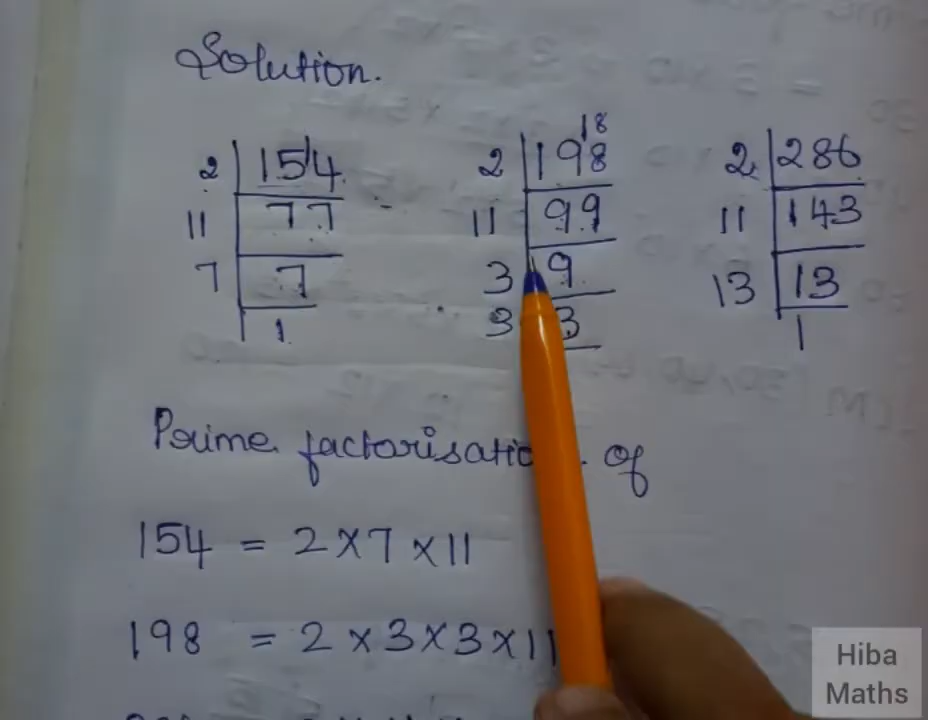 Solution.
2 | 154
11 | 77
7 | 7
1
18
2 | 198
11 | 99
3 | 9
3 | 3
2 | 286
11 | 143
13 | 13
1
Prime factorisation of
154 = 2 × 7 × 11
198 = 2 × 3 × 3 × 11
Hiba
Maths